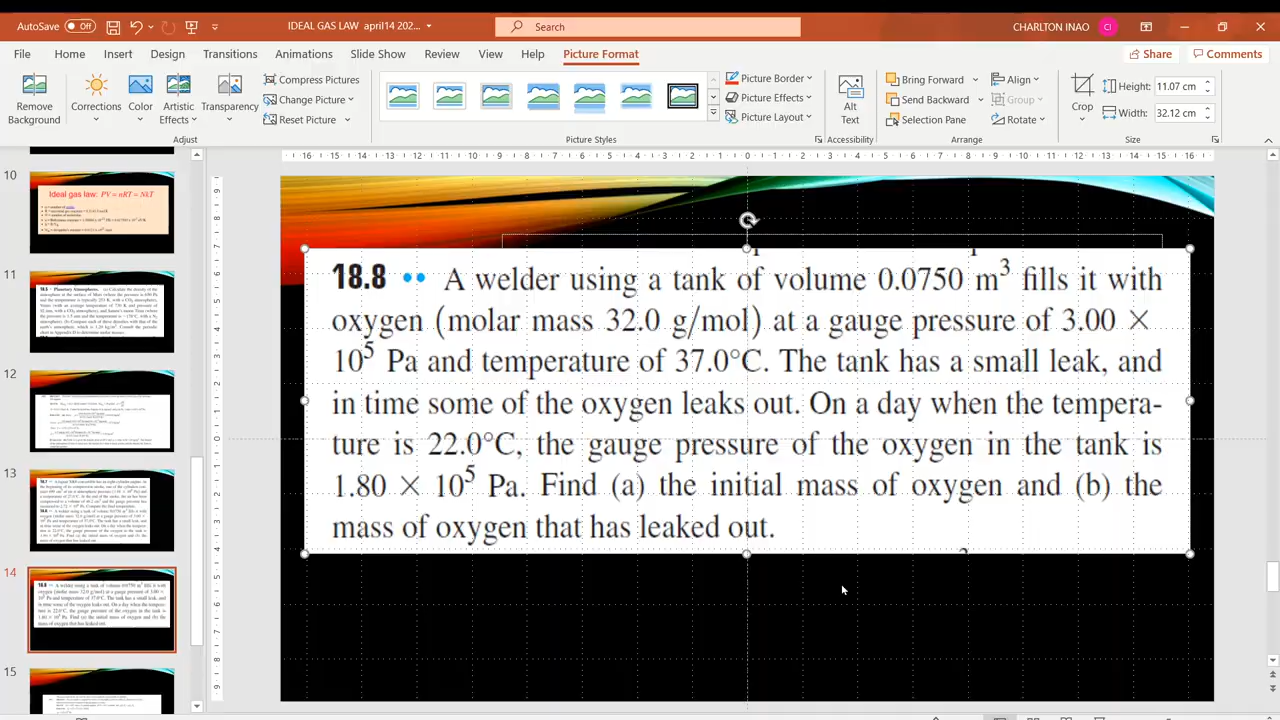 AutoSave Off
IDEAL GAS LAW april14 202...
Search
CHARLTON INAO
CI
File Home Insert Design Transitions Animations Slide Show Review View Help Picture Format
Share Comments
Remove Background
Corrections
Color
Artistic Effects
Transparency
Compress Pictures
Change Picture
Reset Picture
Adjust
Picture Styles
Picture Border
Picture Effects
Picture Layout
Alt Text
Accessibility
Bring Forward
Send Backward
Selection Pane
Align
Group
Rotate
Arrange
Crop
Height: 11.07 cm
Width: 32.12 cm
Size
10
Ideal gas law: PV = nRT = NkT
11
12
13
14
15
18.8 •• A welder using a tank of volume 0.0750 m³ fills it with
oxygen (molar mass 32.0 g/mol) at a gauge pressure of 3.00 ×
10⁵ Pa and temperature of 37.0°C. The tank has a small leak, and
in time some of the oxygen leaks out. On a day when the tempera-
ture is 22.0°C, the gauge pressure of the oxygen in the tank is
1.80 × 10⁵ Pa. Find (a) the initial mass of oxygen and (b) the
mass of oxygen that has leaked out.